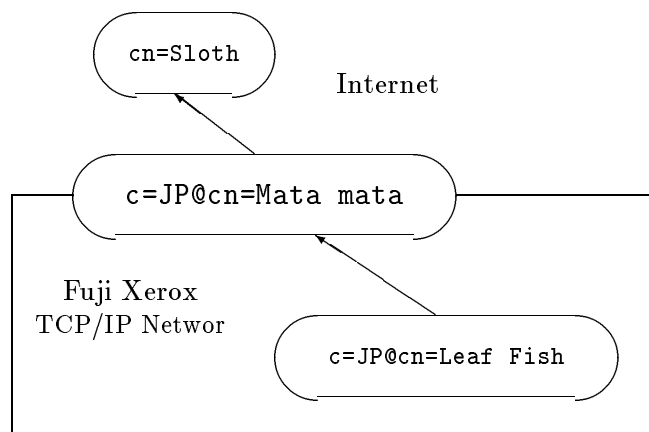 cn=Sloth
Internet
c=JP@cn=Mata mata
Fuji Xerox
TCP/IP Networ
c=JP@cn=Leaf Fish